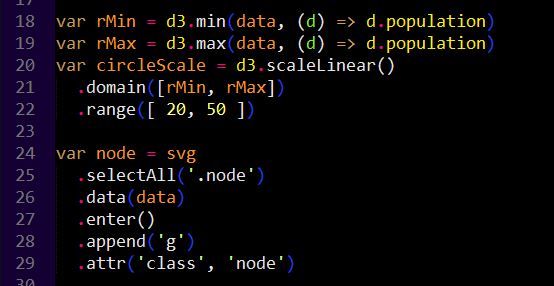 18 var rMin = d3.min(data, (d) => d.population)
19 var rMax = d3.max(data, (d) => d.population)
20 var circleScale = d3.scaleLinear()
21   .domain([rMin, rMax])
22   .range([ 20, 50 ])
23
24 var node = svg
25   .selectAll('.node')
26   .data(data)
27   .enter()
28   .append('g')
29   .attr('class', 'node')